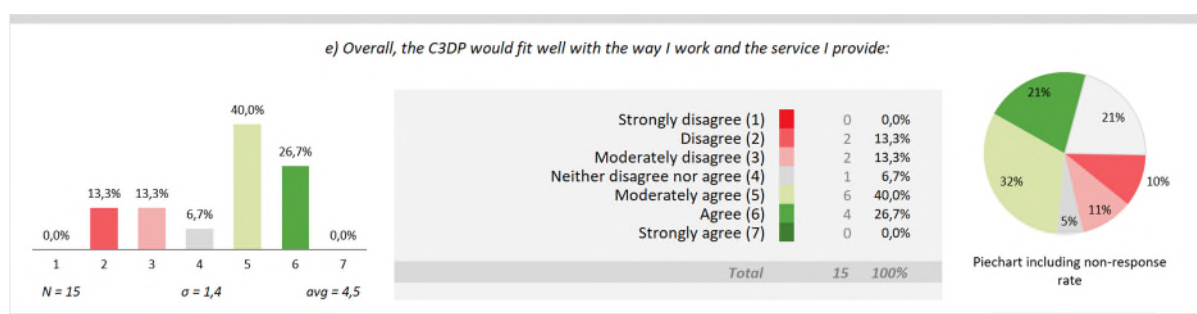 e) Overall, the C3DP would fit well with the way I work and the service I provide:
0,0% 13,3% 13,3% 6,7% 40,0% 26,7% 0,0%
1 2 3 4 5 6 7
N = 15 σ = 1,4 avg = 4,5
Strongly disagree (1) 0 0,0%
Disagree (2) 2 13,3%
Moderately disagree (3) 2 13,3%
Neither disagree nor agree (4) 1 6,7%
Moderately agree (5) 6 40,0%
Agree (6) 4 26,7%
Strongly agree (7) 0 0,0%
Total 15 100%
21% 21%
32% 10%
5% 11%
Piechart including non-response
rate